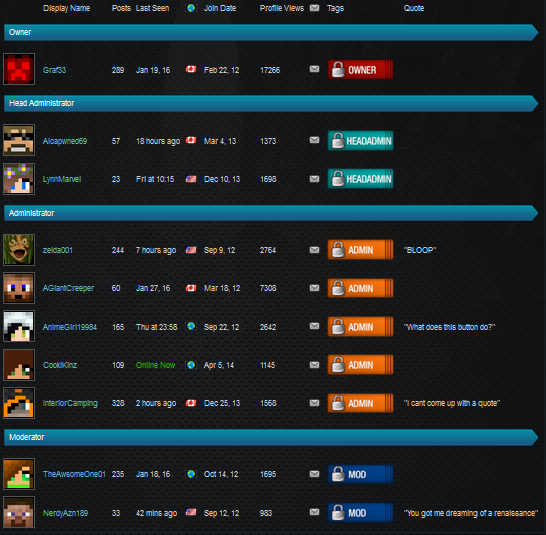 Display Name Posts Last Seen Join Date Profile Views Tags Quote
Owner
Graf33 289 Jan 19, 16 Feb 22, 12 17266 OWNER
Head Administrator
Alcapwned69 57 18 hours ago Mar 4, 13 1373 HEADADMIN
LynnMarvel 23 Fri at 10:15 Dec 10, 13 1698 HEADADMIN
Administrator
zelda001 244 7 hours ago Sep 9, 12 2764 ADMIN "BLOOP"
AGiantCreeper 60 Jan 27, 16 Mar 18, 12 7308 ADMIN
AnimeGirl19984 165 Thu at 23:58 Sep 22, 12 2642 ADMIN "What does this button do?"
CookiKinz 109 Online Now Apr 5, 14 1145 ADMIN
InteriorCamping 328 2 hours ago Dec 25, 13 1568 ADMIN "I cant come up with a quote"
Moderator
TheAwsomeOne01 235 Jan 18, 16 Oct 14, 12 1695 MOD
NerdyAzn189 33 42 mins ago Sep 12, 12 983 MOD "You got me dreaming of a renaissance"